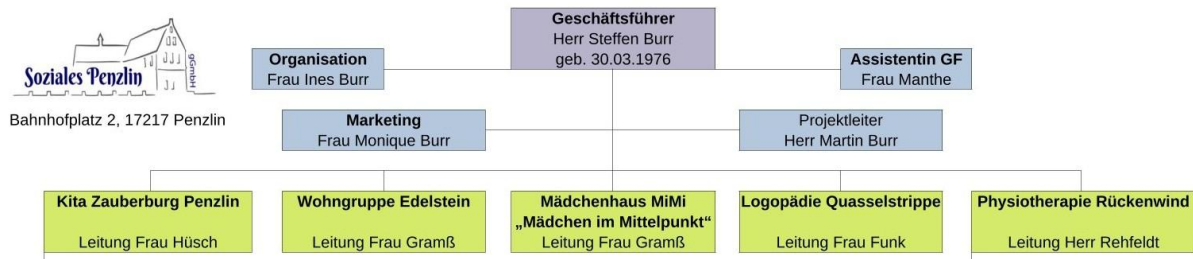 Soziales Penzlin
gGmbH
Bahnhofplatz 2, 17217 Penzlin
Geschäftsführer
Herr Steffen Burr
geb. 30.03.1976
Organisation
Frau Ines Burr
Assistentin GF
Frau Manthe
Marketing
Frau Monique Burr
Projektleiter
Herr Martin Burr
Kita Zauberburg Penzlin
Leitung Frau Hüsch
Wohngruppe Edelstein
Leitung Frau Gramß
Mädchenhaus MiMi
„Mädchen im Mittelpunkt“
Leitung Frau Gramß
Logopädie Quasselstrippe
Leitung Frau Funk
Physiotherapie Rückenwind
Leitung Herr Rehfeldt